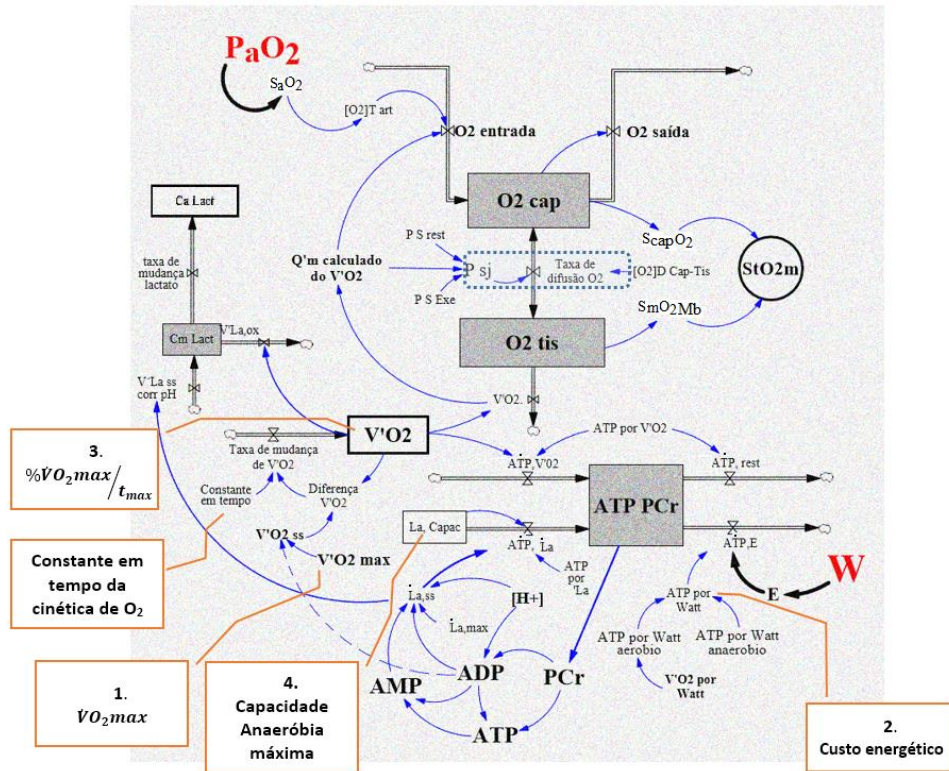 PaO2
SaO2
[O2]T art
O2 entrada
O2 saída
Ca Lact
O2 cap
taxa de
mudança
lactato
P S rest
ScapO2
Q'm calculado
do V'O2
P sj
Taxa de
difusão O2
[O2]D Cap-Tis
StO2m
P S Exe
SmO2Mb
Cm Lact
V'La,ox
O2 tis
V'La ss
corr pH
V'O2.
3.
%V̇O₂max/tmax
V'O2
ATP por V'O2
Taxa de mudança
de V'O2
ATP,V'02
ATP, rest
Constante
em tempo
Diferença
V'O2
ATP PCr
La, Capac
ATP, La
ATP,E
Constante em
tempo da
cinética de O₂
V'O2 ss
V'O2 max
ATP
por
'La
W
E
La,ss
[H+]
ATP por
Watt
La,max
ATP por Watt
aerobio
ATP por Watt
anaerobio
1.
V̇O₂max
4.
Capacidade
Anaeróbia
máxima
AMP
ADP
PCr
V'O2 por
Watt
ATP
2.
Custo energético